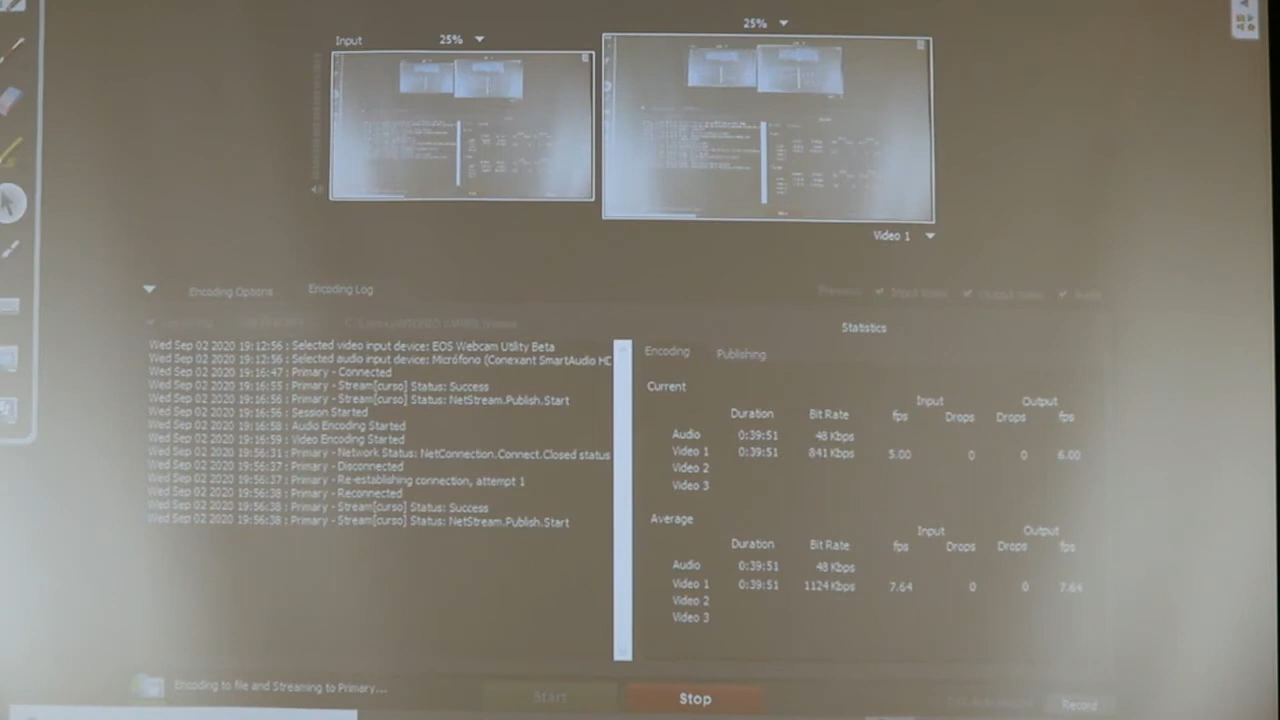 25%
Input 25%
Video 1
Encoding Options Encoding Log
Statistics
Wed Sep 02 2020 19:12:56 : Selected video input device: EOS Webcam Utility Beta
Wed Sep 02 2020 19:12:56 : Selected audio input device: Micrófono (Conexant SmartAudio HD
Wed Sep 02 2020 19:16:47 : Primary - Connected
Wed Sep 02 2020 19:16:55 : Primary - Stream[curso] Status: Success
Wed Sep 02 2020 19:16:56 : Primary - Stream[curso] Status: NetStream.Publish.Start
Wed Sep 02 2020 19:16:56 : Session Started
Wed Sep 02 2020 19:16:58 : Audio Encoding Started
Wed Sep 02 2020 19:16:59 : Video Encoding Started
Wed Sep 02 2020 19:56:31 : Primary - Network Status: NetConnection.Connect.Closed status
Wed Sep 02 2020 19:56:37 : Primary - Disconnected
Wed Sep 02 2020 19:56:37 : Primary - Re-establishing connection, attempt 1
Wed Sep 02 2020 19:56:38 : Primary - Reconnected
Wed Sep 02 2020 19:56:38 : Primary - Stream[curso] Status: Success
Wed Sep 02 2020 19:56:38 : Primary - Stream[curso] Status: NetStream.Publish.Start
Encoding Publishing
Current
Input Output
Duration Bit Rate fps Drops Drops fps
Audio 0:39:51 48 Kbps
Video 1 0:39:51 841 Kbps 5.00 0 0 6.00
Video 2
Video 3
Average
Input Output
Duration Bit Rate fps Drops Drops fps
Audio 0:39:51 48 Kbps
Video 1 0:39:51 1124 Kbps 7.64 0 0 7.64
Video 2
Video 3
Encoding to file and Streaming to Primary...
Start Stop Record